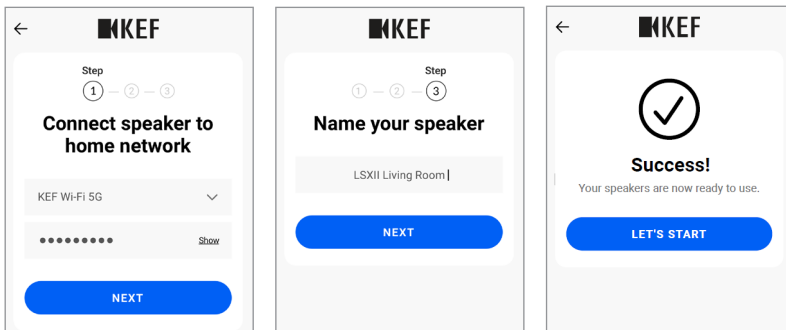 KEF
Step
1 2 3
Connect speaker to
home network
KEF Wi-Fi 5G
Show
NEXT
KEF
Step
1 2 3
Name your speaker
LSXII Living Room
NEXT
KEF
Success!
Your speakers are now ready to use.
LET'S START